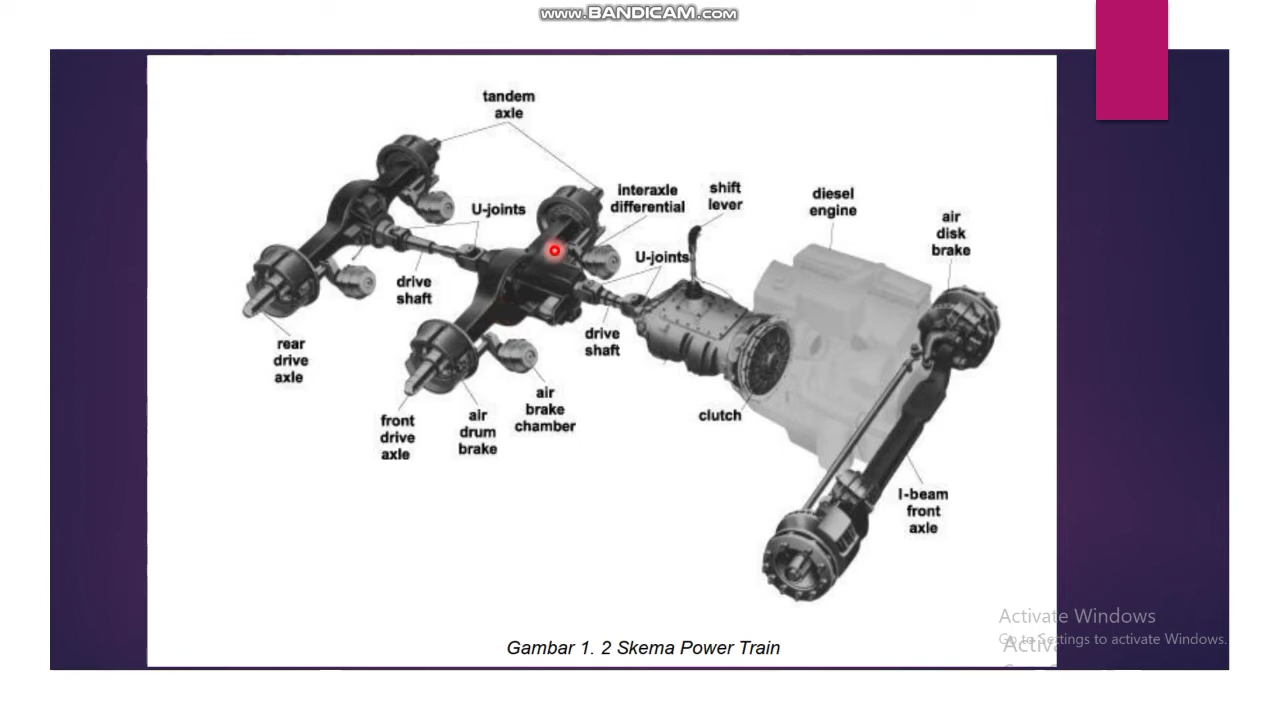 www.BANDICAM.com
tandem
axle
U-joints
interaxle
differential
shift
lever
diesel
engine
air
disk
brake
U-joints
drive
shaft
drive
shaft
rear
drive
axle
clutch
front
drive
axle
air
drum
brake
air
brake
chamber
I-beam
front
axle
Activate Windows
Go to Settings to activate Windows.
Gambar 1. 2 Skema Power Train